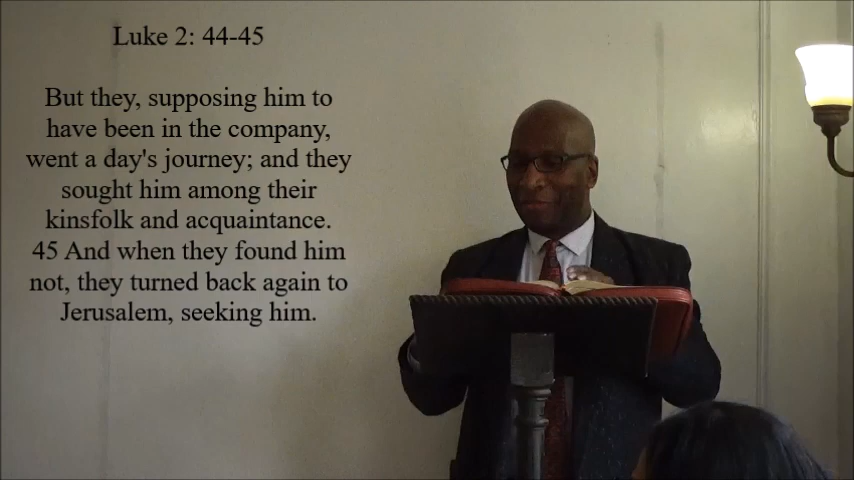 Luke 2: 44-45
But they, supposing him to
have been in the company,
went a day's journey; and they
sought him among their
kinsfolk and acquaintance.
45 And when they found him
not, they turned back again to
Jerusalem, seeking him.